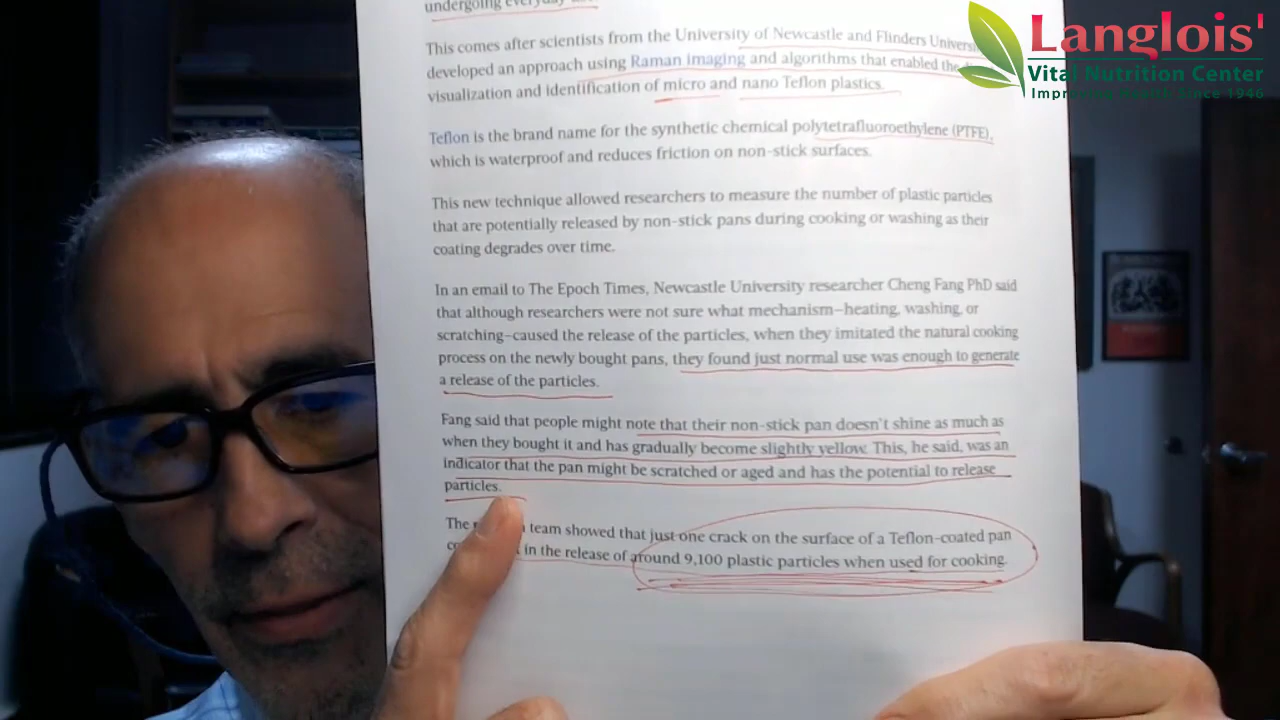 Langlois'
Vital Nutrition Center
Improving Health Since 1946
undergoing everyday
This comes after scientists from the University of Newcastle and Flinders
developed an approach using Raman imaging and algorithms that enabled the
visualization and identification of micro and nano Teflon plastics.
Teflon is the brand name for the synthetic chemical polytetrafluoroethylene (PTFE),
which is waterproof and reduces friction on non-stick surfaces.
This new technique allowed researchers to measure the number of plastic particles
that are potentially released by non-stick pans during cooking or washing as their
coating degrades over time.
In an email to The Epoch Times, Newcastle University researcher Cheng Fang PhD said
that although researchers were not sure what mechanism—heating, washing, or
scratching—caused the release of the particles, when they imitated the natural cooking
process on the newly bought pans, they found just normal use was enough to generate
a release of the particles.
Fang said that people might note that their non-stick pan doesn't shine as much as
when they bought it and has gradually become slightly yellow. This, he said, was an
indicator that the pan might be scratched or aged and has the potential to release
particles.
The team showed that just one crack on the surface of a Teflon-coated pan
in the release of around 9,100 plastic particles when used for cooking.